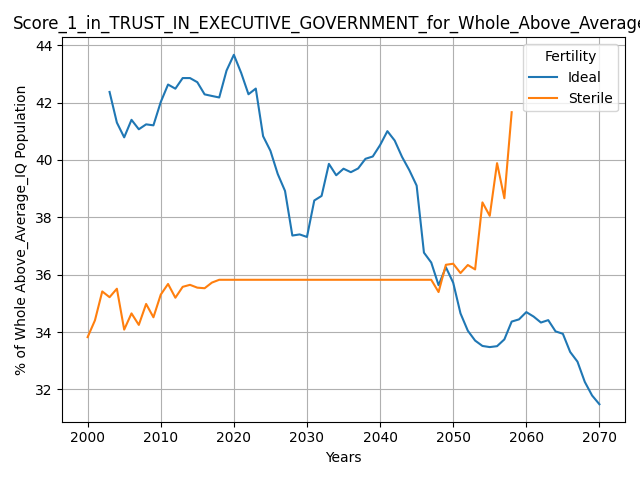 Score_1_in_TRUST_IN_EXECUTIVE_GOVERNMENT_for_Whole_Above_Average
% of Whole Above_Average_IQ Population
44
42
40
38
36
34
32
Fertility
Ideal
Sterile
2000 2010 2020 2030 2040 2050 2060 2070
Years